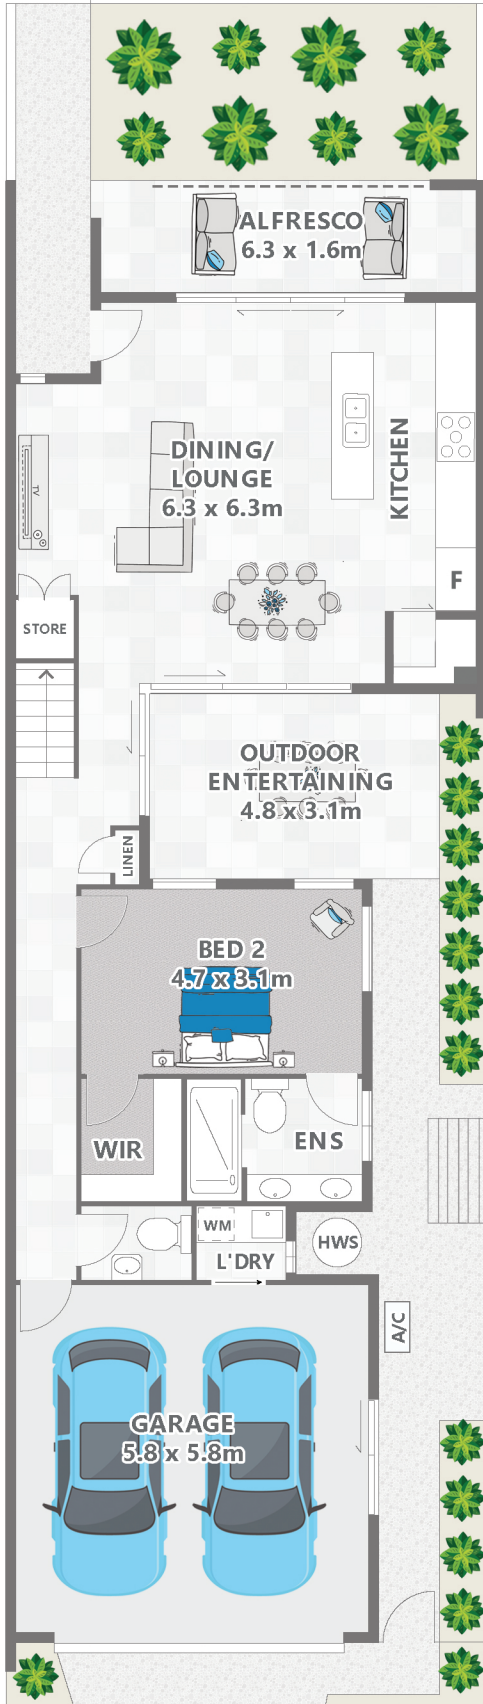 ALFRESCO
6.3 x 1.6m
DINING/
LOUNGE
6.3 x 6.3m
KITCHEN
TV
F
STORE
OUTDOOR
ENTERTAINING
4.8 x 3.1m
LINEN
BED 2
4.7 x 3.1m
WIR
ENS
WM
L'DRY
HWS
A/C
GARAGE
5.8 x 5.8m